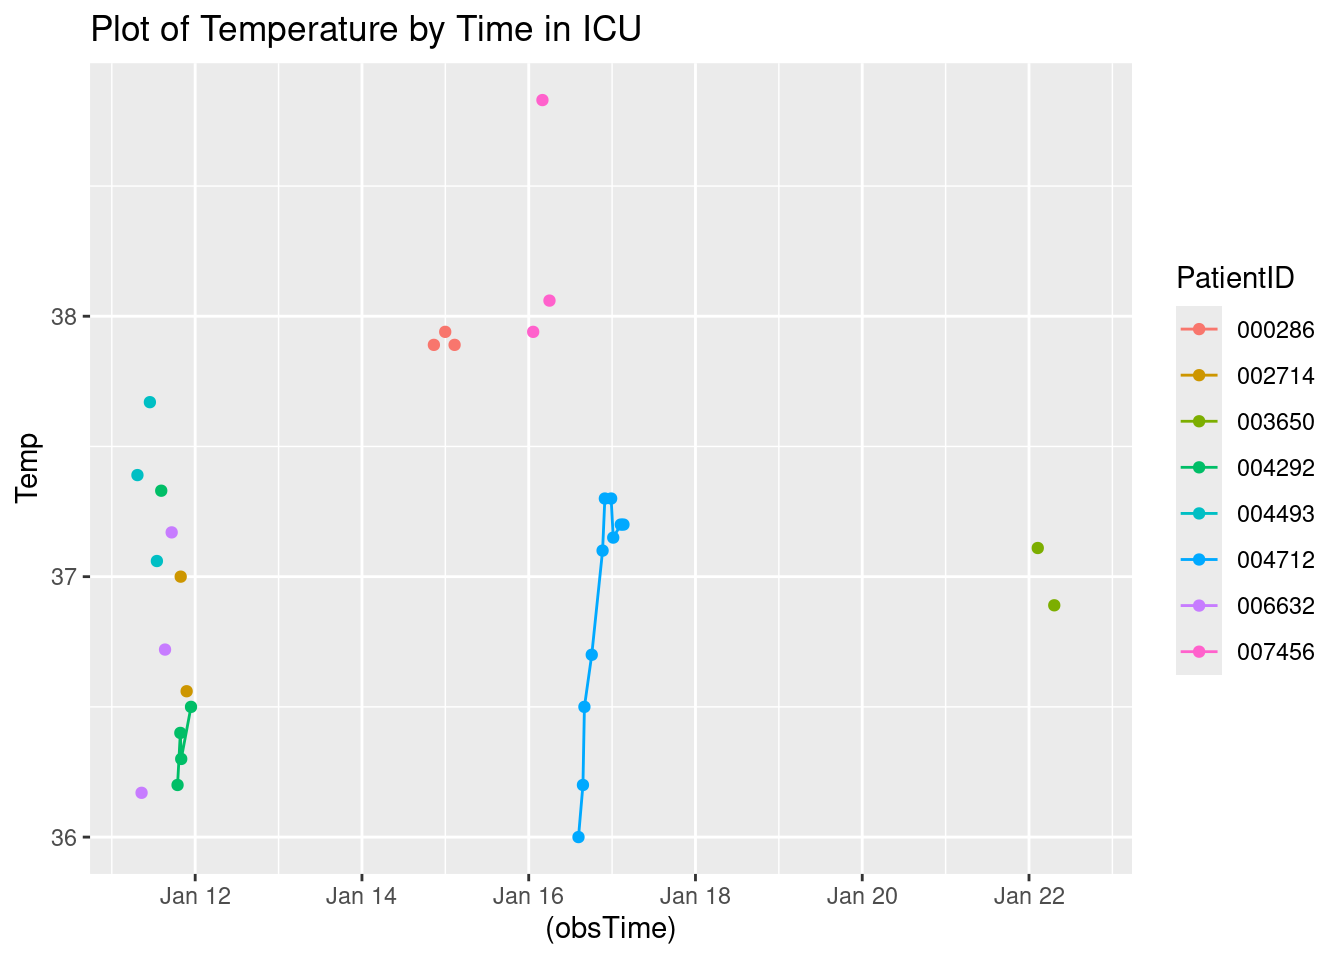 Plot of Temperature by Time in ICU
Temp
38
37
36
Jan 12
Jan 14
Jan 16
Jan 18
Jan 20
Jan 22
(obsTime)
PatientID
000286
002714
003650
004292
004493
004712
006632
007456